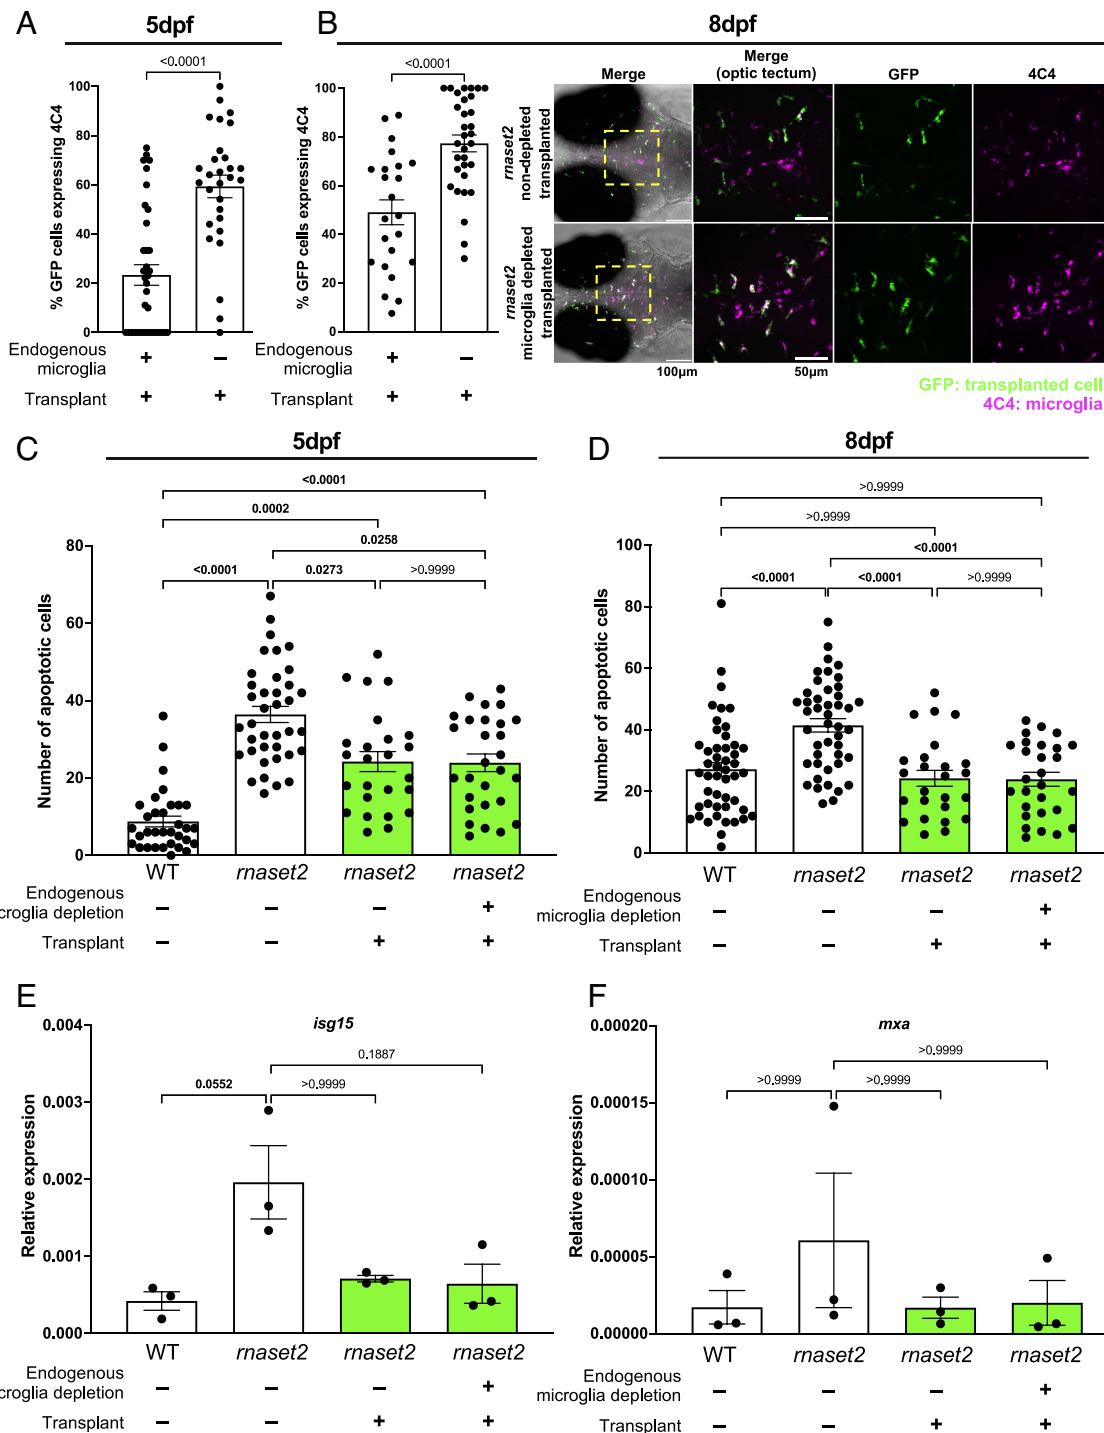 A
5dpf
<0.0001
% GFP cells expressing 4C4
100
80
60
40
20
0
Endogenous
microglia
+
–
Transplant
+
+
B
8dpf
<0.0001
% GFP cells expressing 4C4
100
80
60
40
20
0
Endogenous
microglia
+
–
Transplant
+
+
Merge
Merge
(optic tectum)
GFP
4C4
rnaset2
non-depleted
transplanted
rnaset2
microglia depleted
transplanted
100µm
50µm
GFP: transplanted cell
4C4: microglia
C
5dpf
<0.0001
0.0002
0.0258
<0.0001
0.0273
>0.9999
Number of apoptotic cells
80
60
40
20
0
WT
rnaset2
rnaset2
rnaset2
Endogenous
icroglia depletion
–
–
–
+
Transplant
–
–
+
+
D
8dpf
>0.9999
>0.9999
<0.0001
<0.0001
<0.0001
>0.9999
Number of apoptotic cells
100
80
60
40
20
0
WT
rnaset2
rnaset2
rnaset2
Endogenous
microglia depletion
–
–
–
+
Transplant
–
–
+
+
E
isg15
0.1887
0.0552
>0.9999
Relative expression
0.004
0.003
0.002
0.001
0.000
WT
rnaset2
rnaset2
rnaset2
Endogenous
icroglia depletion
–
–
–
+
Transplant
–
–
+
+
F
mxa
>0.9999
>0.9999
>0.9999
Relative expression
0.00020
0.00015
0.00010
0.00005
0.00000
WT
rnaset2
rnaset2
rnaset2
Endogenous
microglia depletion
–
–
–
+
Transplant
–
–
+
+